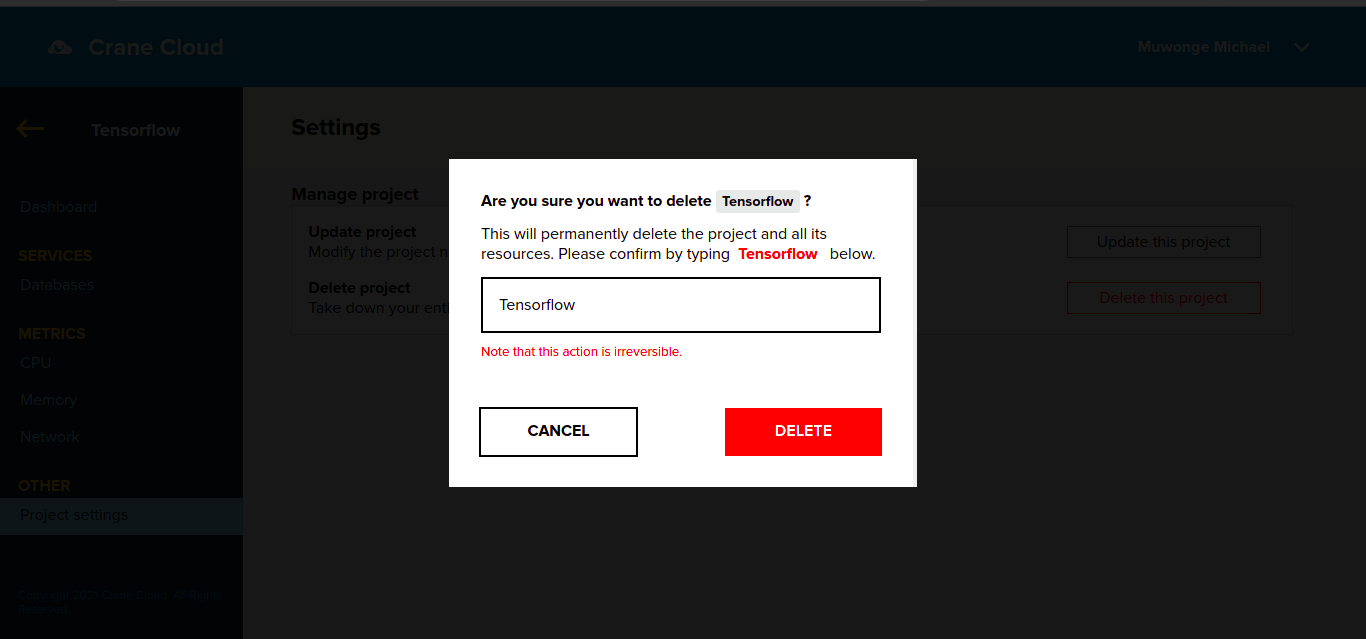 Crane Cloud
Muwonge Michael
Tensorflow
Dashboard
SERVICES
Databases
METRICS
CPU
Memory
Network
OTHER
Project settings
Copyright 2021 Crane Cloud. All Rights
Reserved.
Settings
Manage project
Update project
Modify the project n
Update this project
Delete project
Take down your enti
Delete this project
Are you sure you want to delete Tensorflow ?
This will permanently delete the project and all its
resources. Please confirm by typing Tensorflow below.
Tensorflow
Note that this action is irreversible.
CANCEL
DELETE